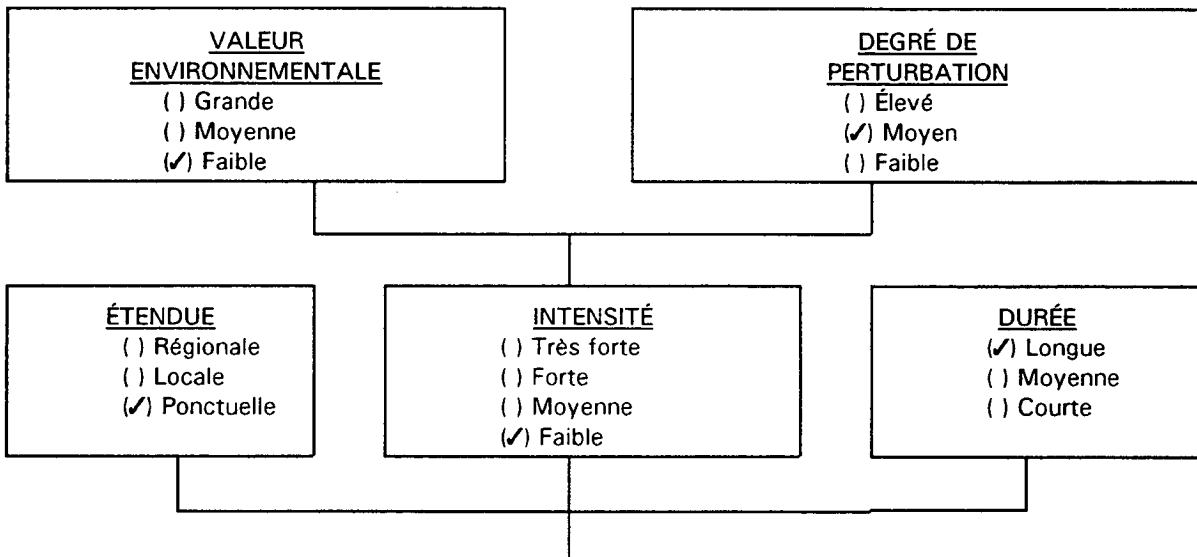 VALEUR
ENVIRONNEMENTALE
( ) Grande
( ) Moyenne
(✓) Faible
DEGRÉ DE
PERTURBATION
( ) Élevé
(✓) Moyen
( ) Faible
ÉTENDUE
( ) Régionale
( ) Locale
(✓) Ponctuelle
INTENSITÉ
( ) Très forte
( ) Forte
( ) Moyenne
(✓) Faible
DURÉE
(✓) Longue
( ) Moyenne
( ) Courte